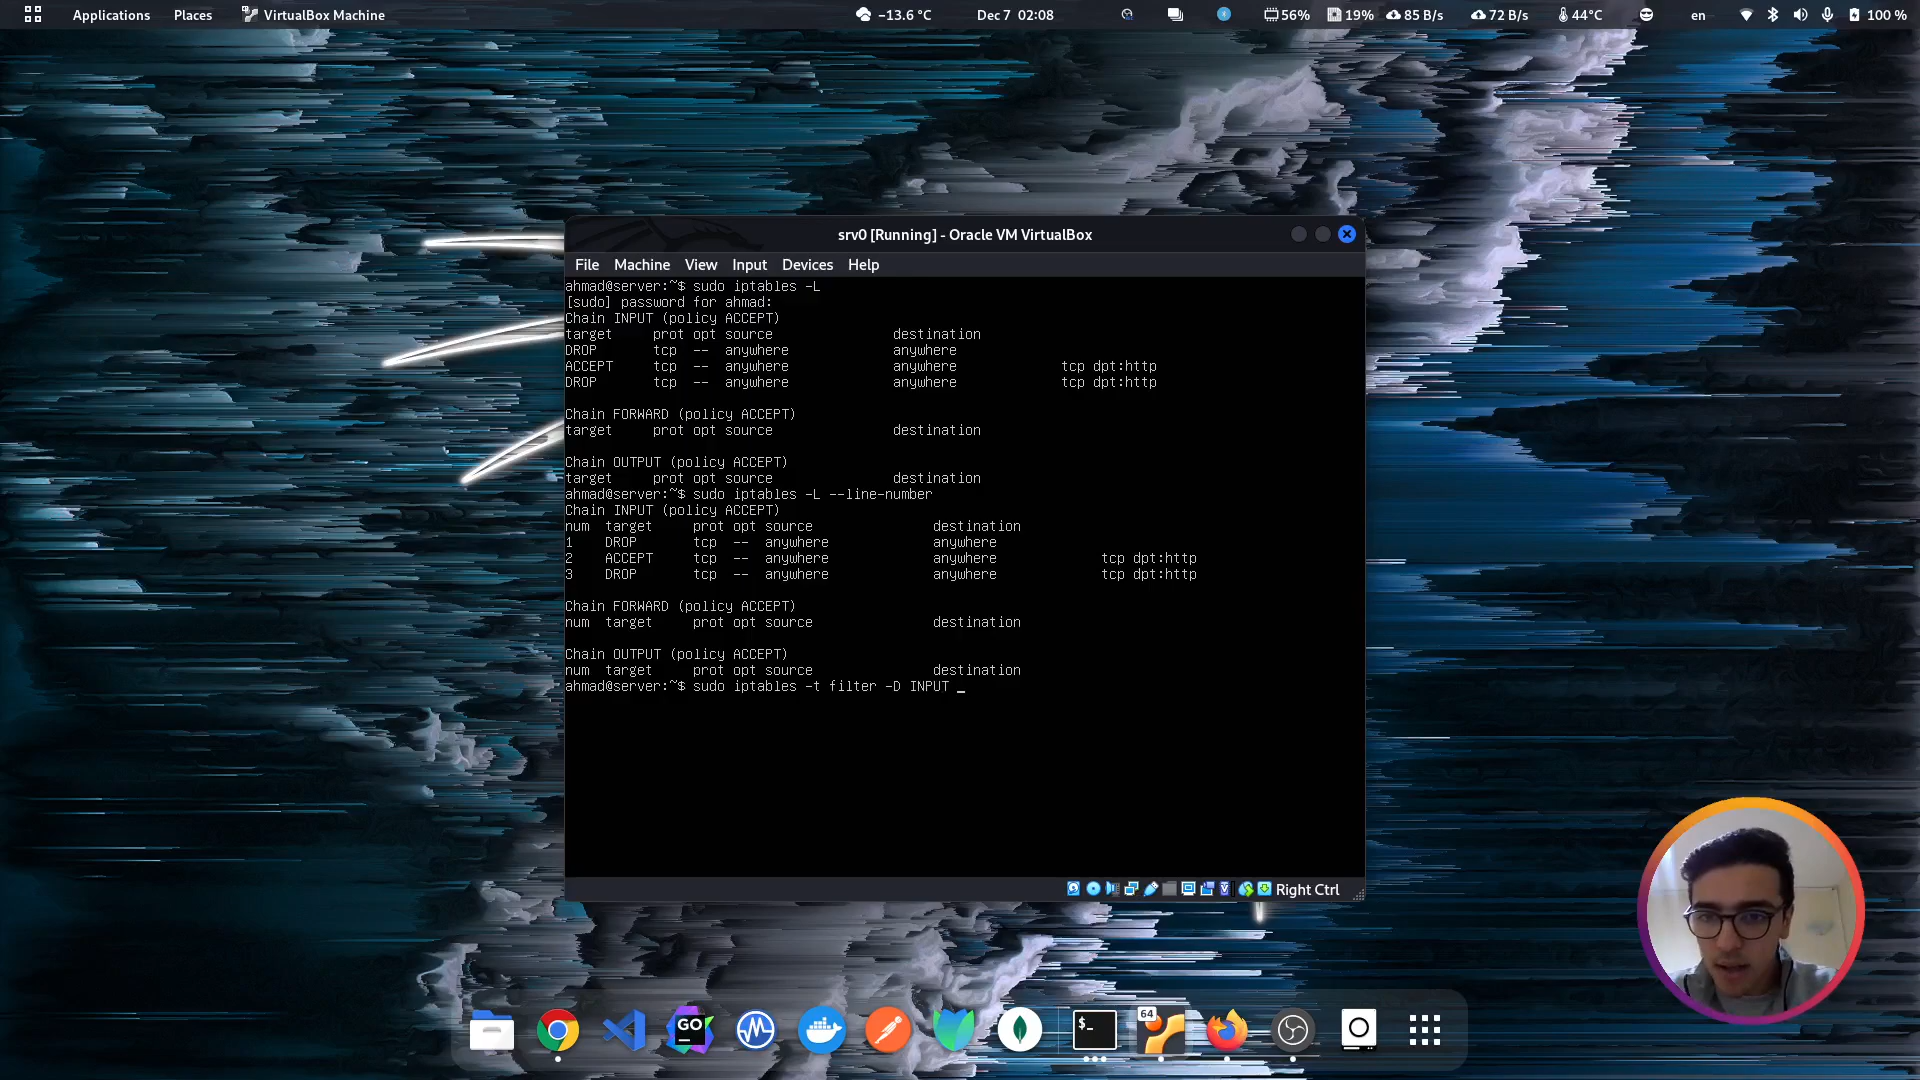 Applications Places VirtualBox Machine -13.6 °C Dec 7 02:08 56% 19% 85 B/s 72 B/s 44°C en 100 %
srv0 [Running] - Oracle VM VirtualBox
File Machine View Input Devices Help
ahmad@server:~$ sudo iptables -L
[sudo] password for ahmad:
Chain INPUT (policy ACCEPT)
target prot opt source destination
DROP tcp -- anywhere anywhere
ACCEPT tcp -- anywhere anywhere tcp dpt:http
DROP tcp -- anywhere anywhere tcp dpt:http
Chain FORWARD (policy ACCEPT)
target prot opt source destination
Chain OUTPUT (policy ACCEPT)
target prot opt source destination
ahmad@server:~$ sudo iptables -L --line-number
Chain INPUT (policy ACCEPT)
num target prot opt source destination
1 DROP tcp -- anywhere anywhere
2 ACCEPT tcp -- anywhere anywhere tcp dpt:http
3 DROP tcp -- anywhere anywhere tcp dpt:http
Chain FORWARD (policy ACCEPT)
num target prot opt source destination
Chain OUTPUT (policy ACCEPT)
num target prot opt source destination
ahmad@server:~$ sudo iptables -t filter -D INPUT _
Right Ctrl
GO
$_
64